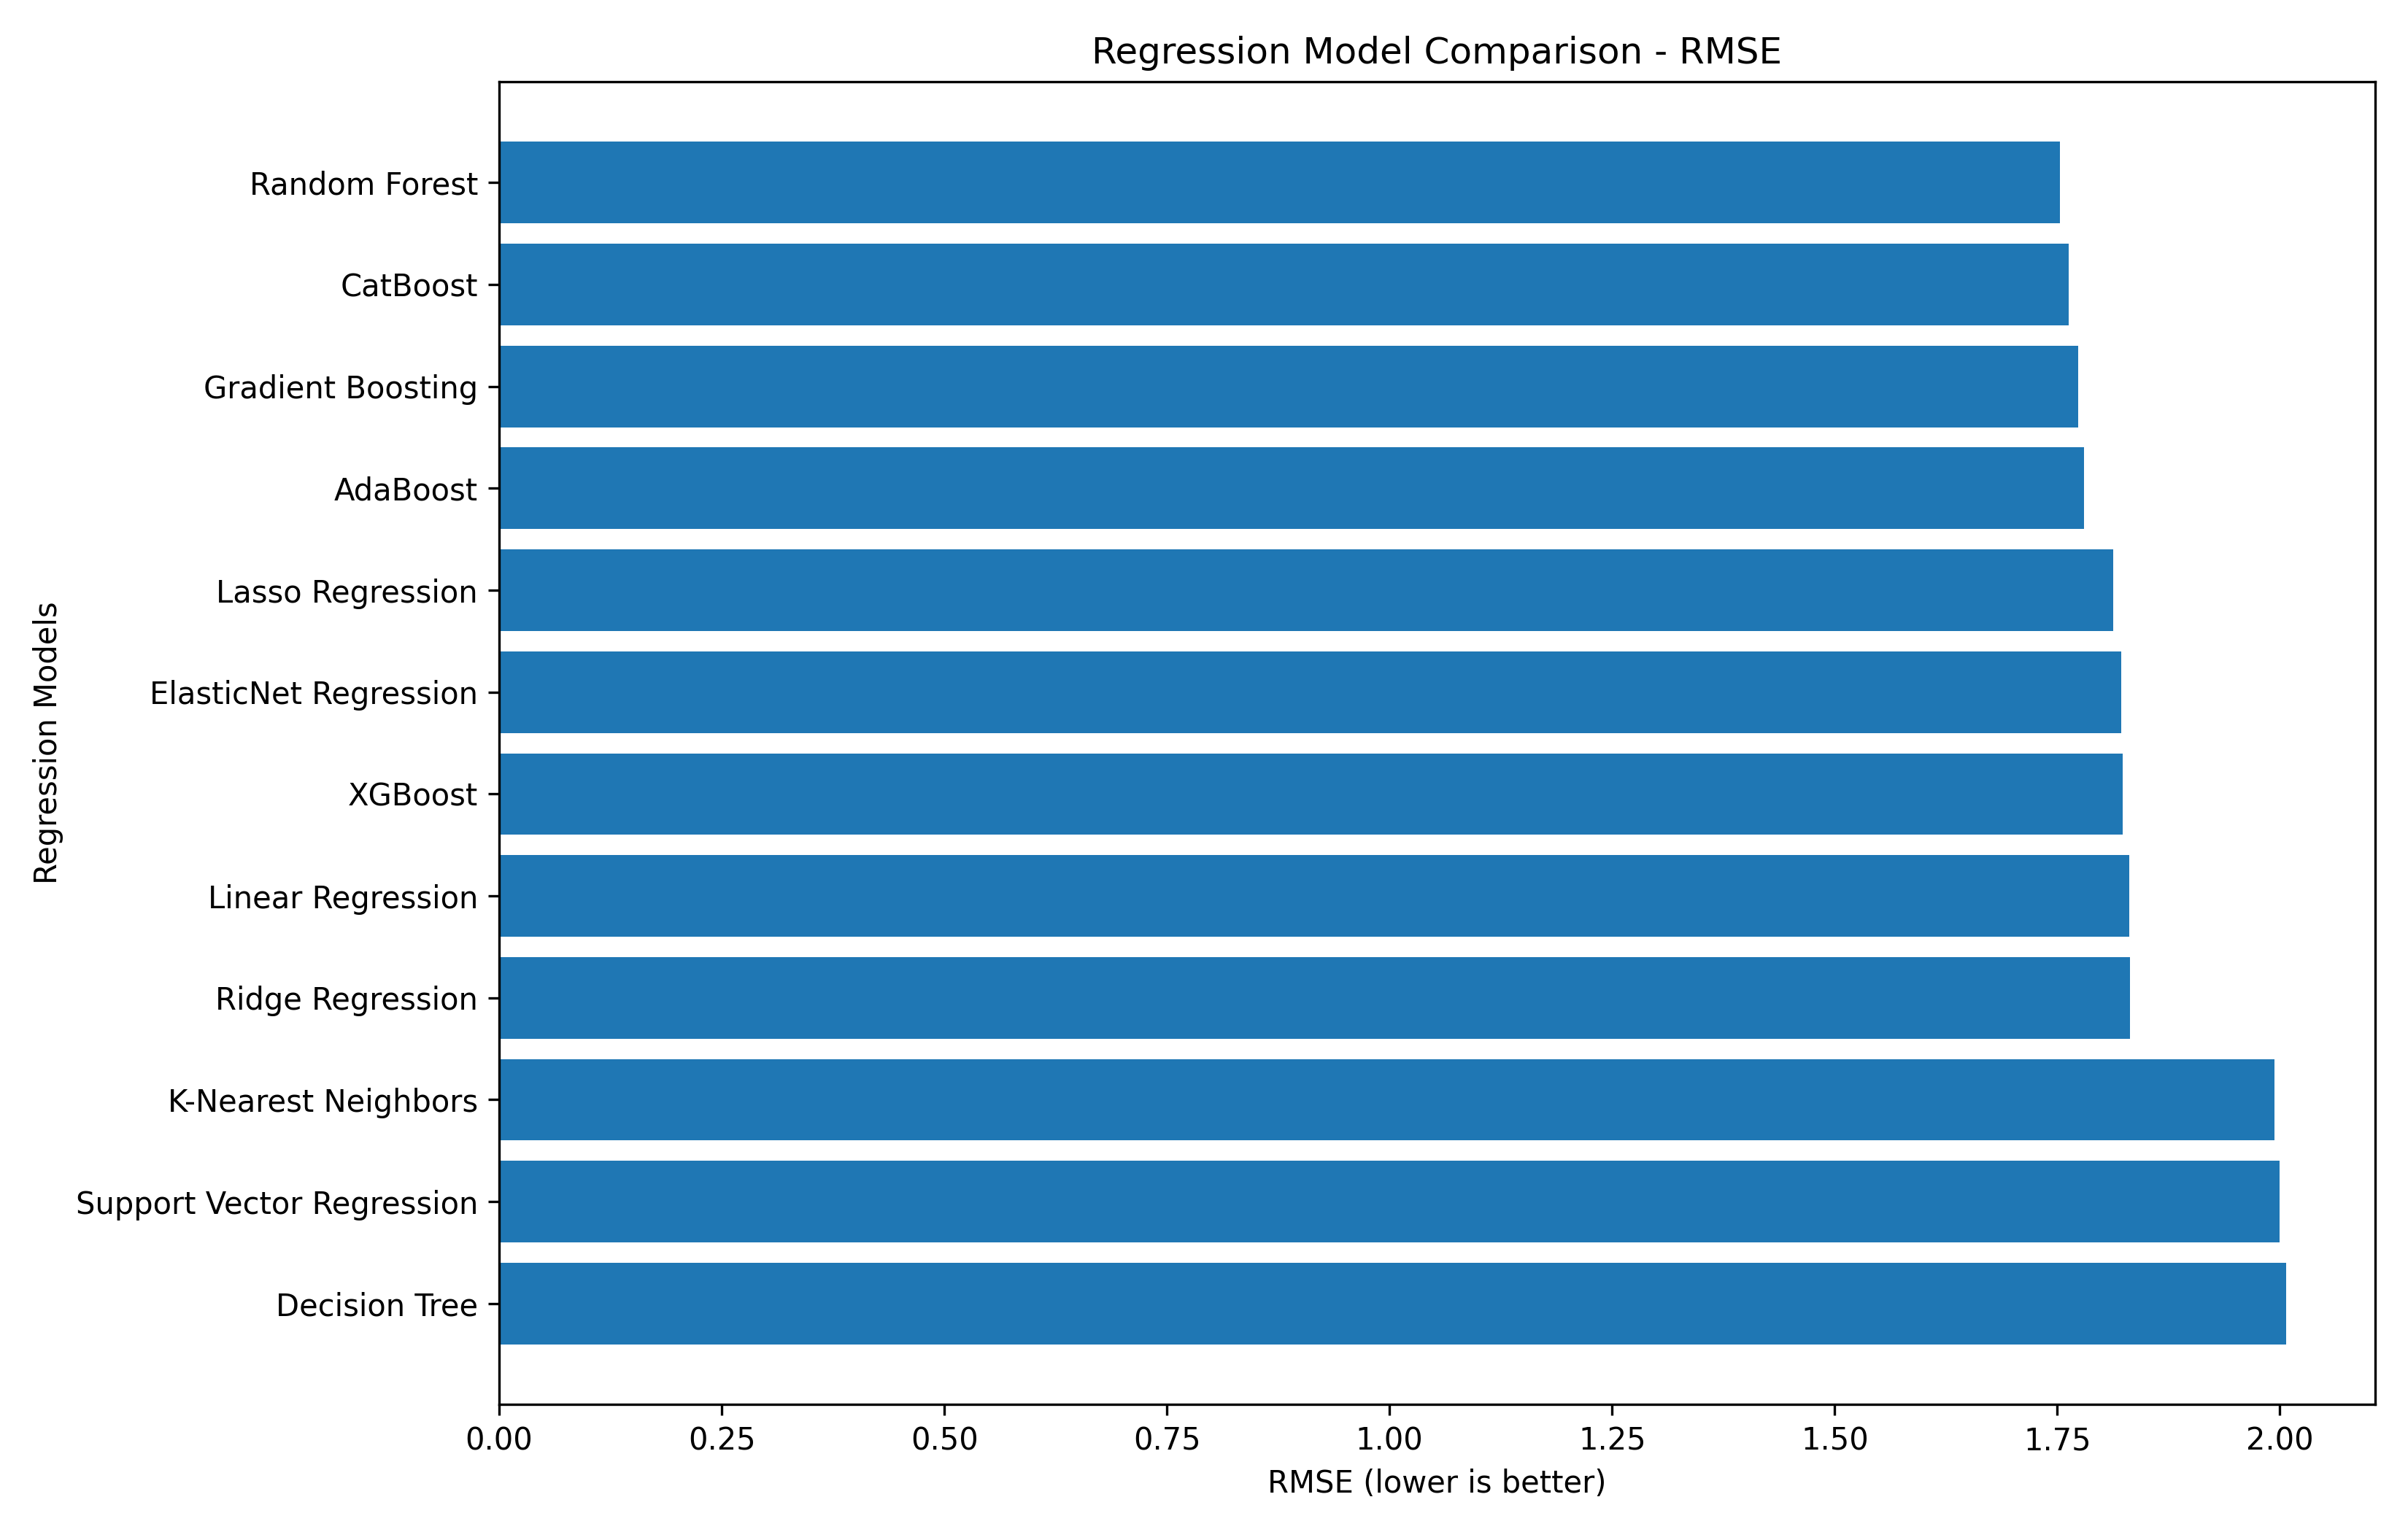 Regression Model Comparison - RMSE
Regression Models
Random Forest
CatBoost
Gradient Boosting
AdaBoost
Lasso Regression
ElasticNet Regression
XGBoost
Linear Regression
Ridge Regression
K-Nearest Neighbors
Support Vector Regression
Decision Tree
0.00 0.25 0.50 0.75 1.00 1.25 1.50 1.75 2.00
RMSE (lower is better)